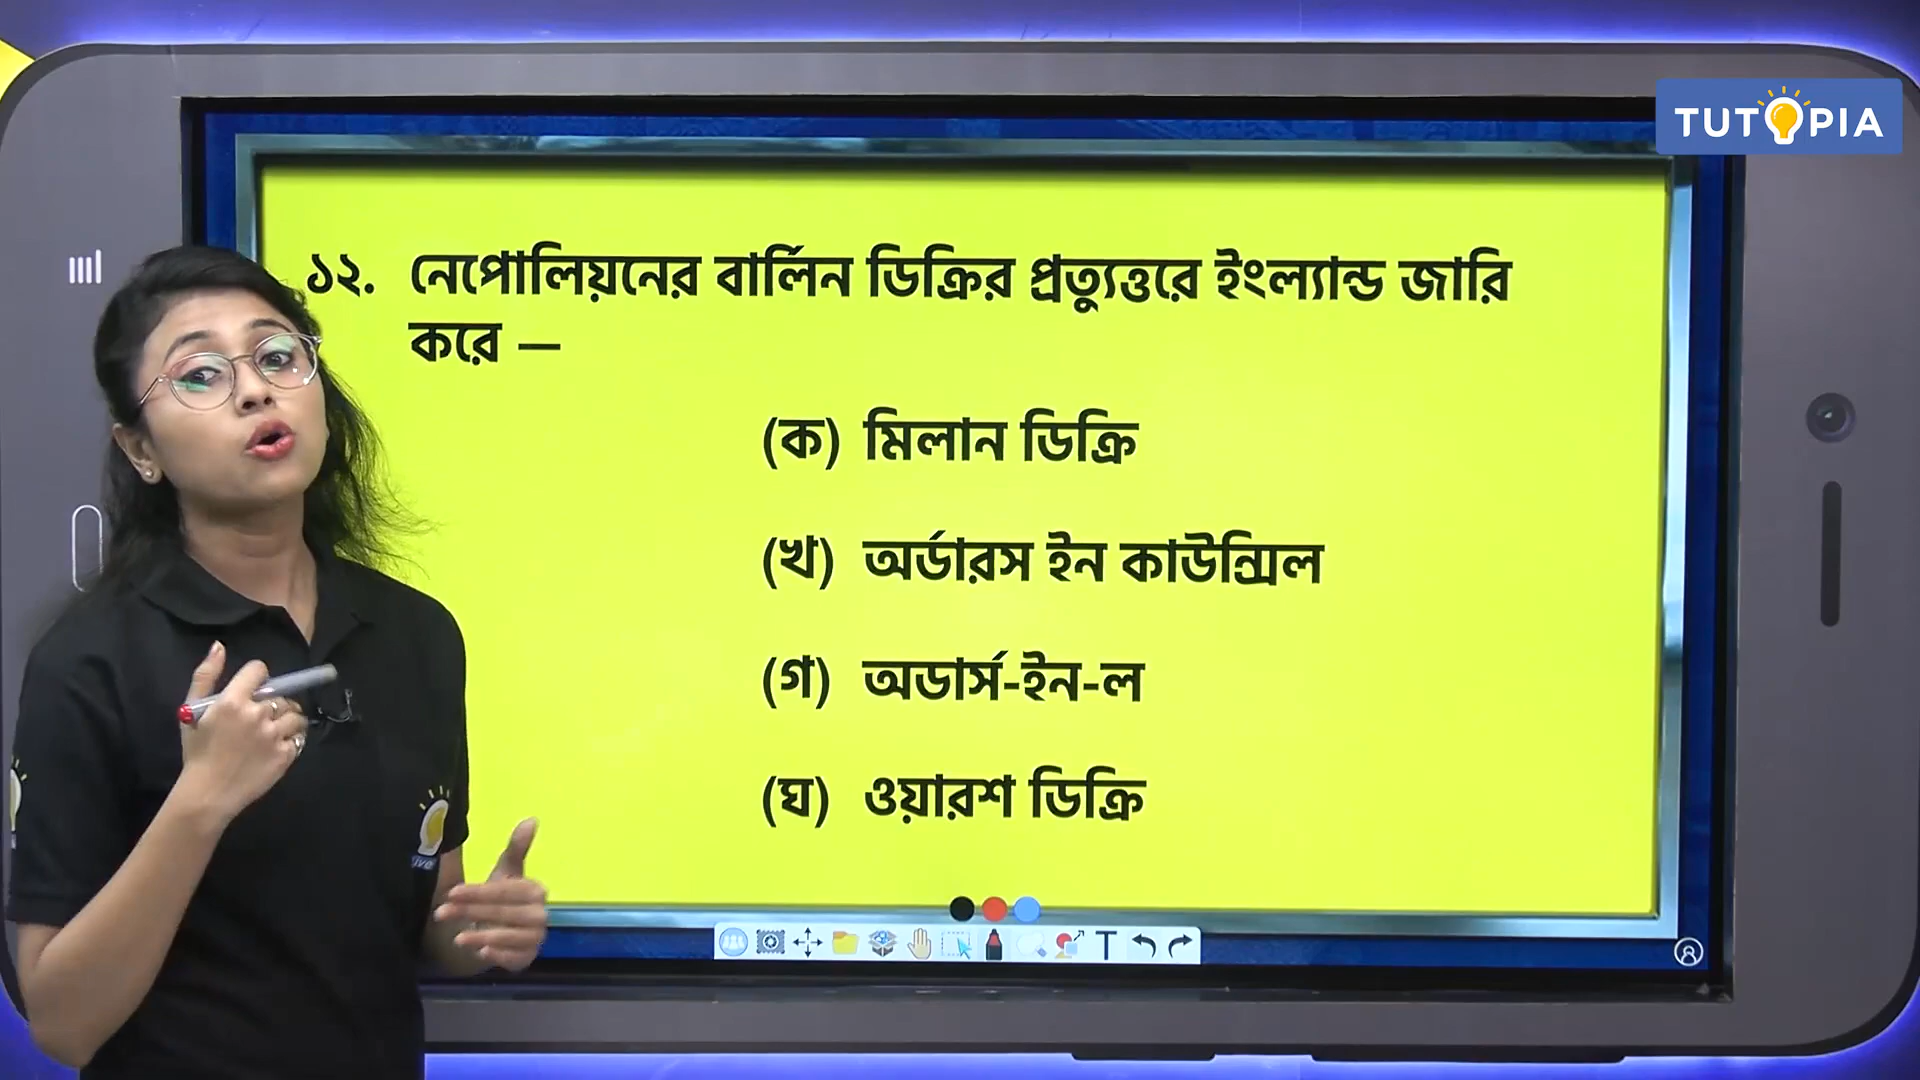 TUTOPIA
১২. নেপোলিয়নের বার্লিন ডিক্রির প্রত্যুত্তরে ইংল্যান্ড জারি
করে —
(ক) মিলান ডিক্রি
(খ) অর্ডারস ইন কাউন্সিল
(গ) অডার্স-ইন-ল
(ঘ) ওয়ারশ ডিক্রি